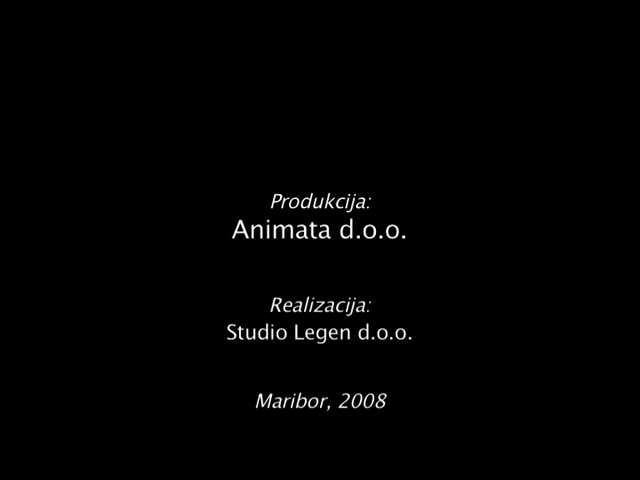 Produkcija:
Animata d.o.o.
Realizacija:
Studio Legen d.o.o.
Maribor, 2008